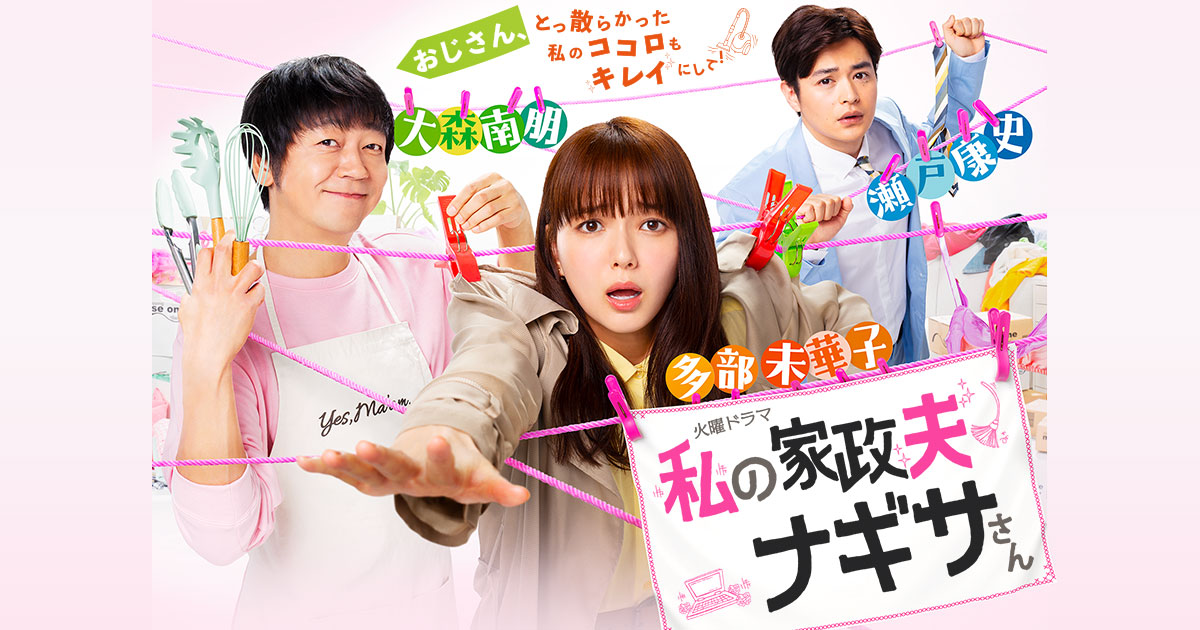 おじさん、
とっ散らかった
私のココロも
キレイにして!
大森南朋
瀬戸康史
多部未華子
Yes, Ma'am
火曜ドラマ
私の家政夫
ナギサさん